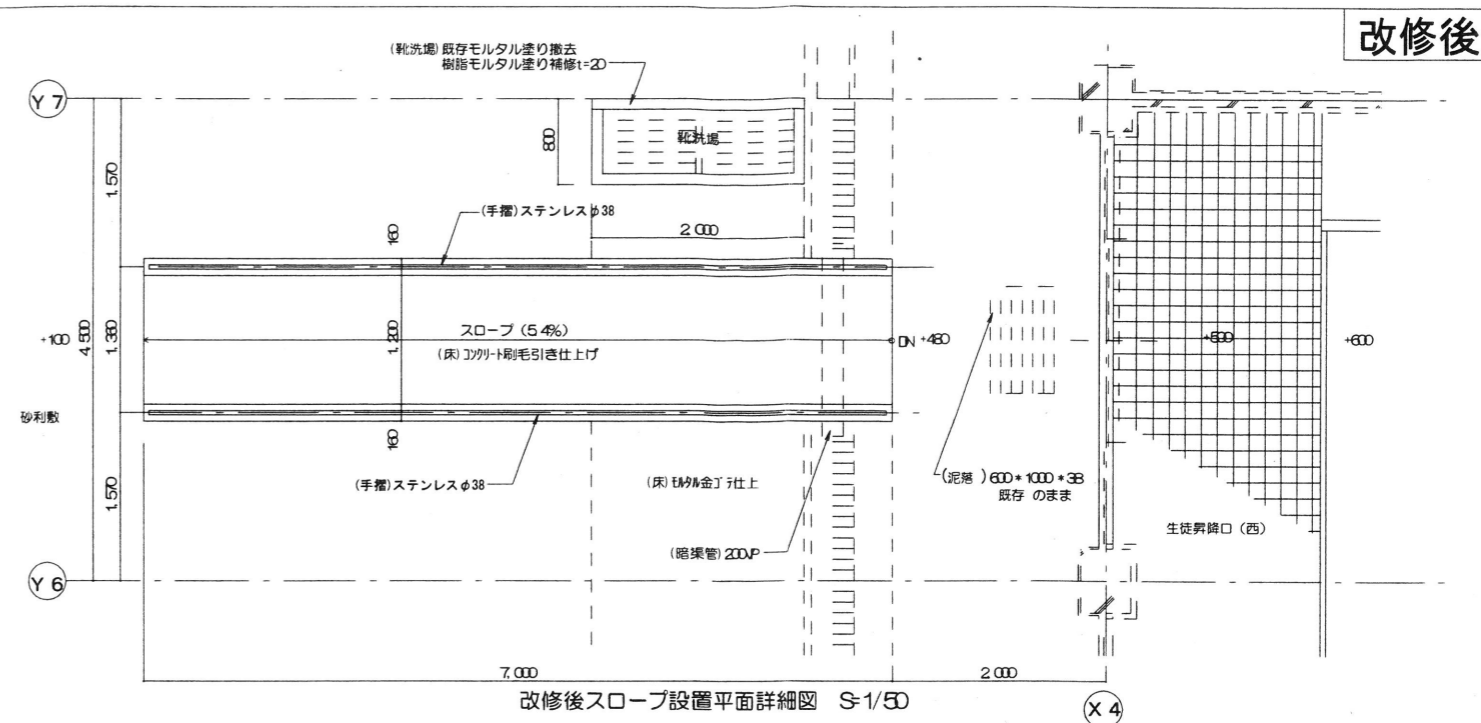 改修後
(靴洗場) 既存モルタル塗り撤去
樹脂モルタル塗り補修t=20
Y 7
800
靴洗場
1,570
(手摺)ステンレスφ38
160
2,000
+100
4,500
1,360
1,200
スロープ (5.4%)
(床) コンクリート刷毛引き仕上げ
DN +480
+500
+600
砂利敷
160
1,570
(手摺)ステンレスφ38
(床) モルタル金ゴテ仕上
(泥落 ) 600*1000*38
既存 のまま
生徒昇降口 (西)
(暗渠管) 200VP
Y 6
7,000
2,000
改修後スロープ設置平面詳細図 S=1/50
X 4